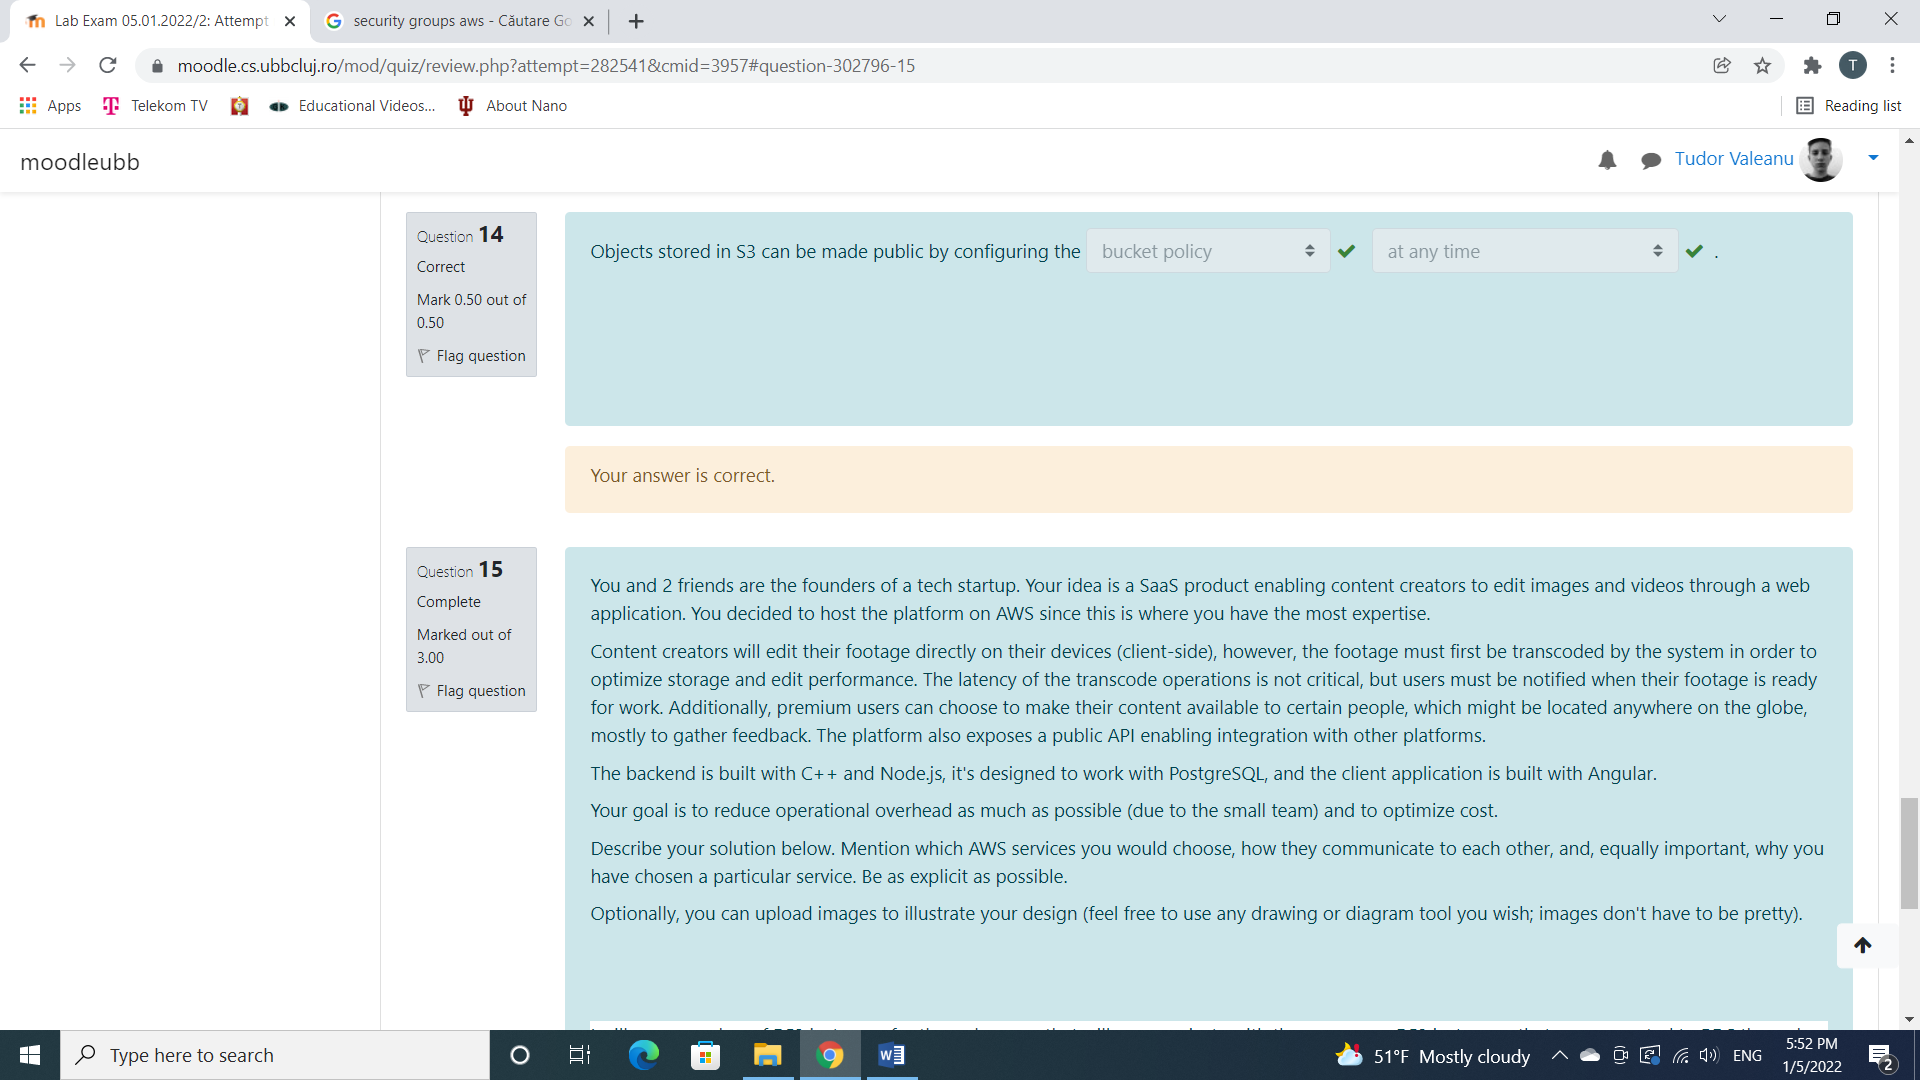 Lab Exam 05.01.2022/2: Attempt
security groups aws - Căutare Go
moodle.cs.ubbcluj.ro/mod/quiz/review.php?attempt=282541&cmid=3957#question-302796-15
T
Apps
Telekom TV
Educational Videos...
About Nano
Reading list
moodleubb
Tudor Valeanu
Question 14
Correct
Mark 0.50 out of
0.50
Flag question
Objects stored in S3 can be made public by configuring the bucket policy at any time .
Your answer is correct.
Question 15
Complete
Marked out of
3.00
Flag question
You and 2 friends are the founders of a tech startup. Your idea is a SaaS product enabling content creators to edit images and videos through a web
application. You decided to host the platform on AWS since this is where you have the most expertise.
Content creators will edit their footage directly on their devices (client-side), however, the footage must first be transcoded by the system in order to
optimize storage and edit performance. The latency of the transcode operations is not critical, but users must be notified when their footage is ready
for work. Additionally, premium users can choose to make their content available to certain people, which might be located anywhere on the globe,
mostly to gather feedback. The platform also exposes a public API enabling integration with other platforms.
The backend is built with C++ and Node.js, it's designed to work with PostgreSQL, and the client application is built with Angular.
Your goal is to reduce operational overhead as much as possible (due to the small team) and to optimize cost.
Describe your solution below. Mention which AWS services you would choose, how they communicate to each other, and, equally important, why you
have chosen a particular service. Be as explicit as possible.
Optionally, you can upload images to illustrate your design (feel free to use any drawing or diagram tool you wish; images don't have to be pretty).
Type here to search
51°F Mostly cloudy
ENG
5:52 PM
1/5/2022
2